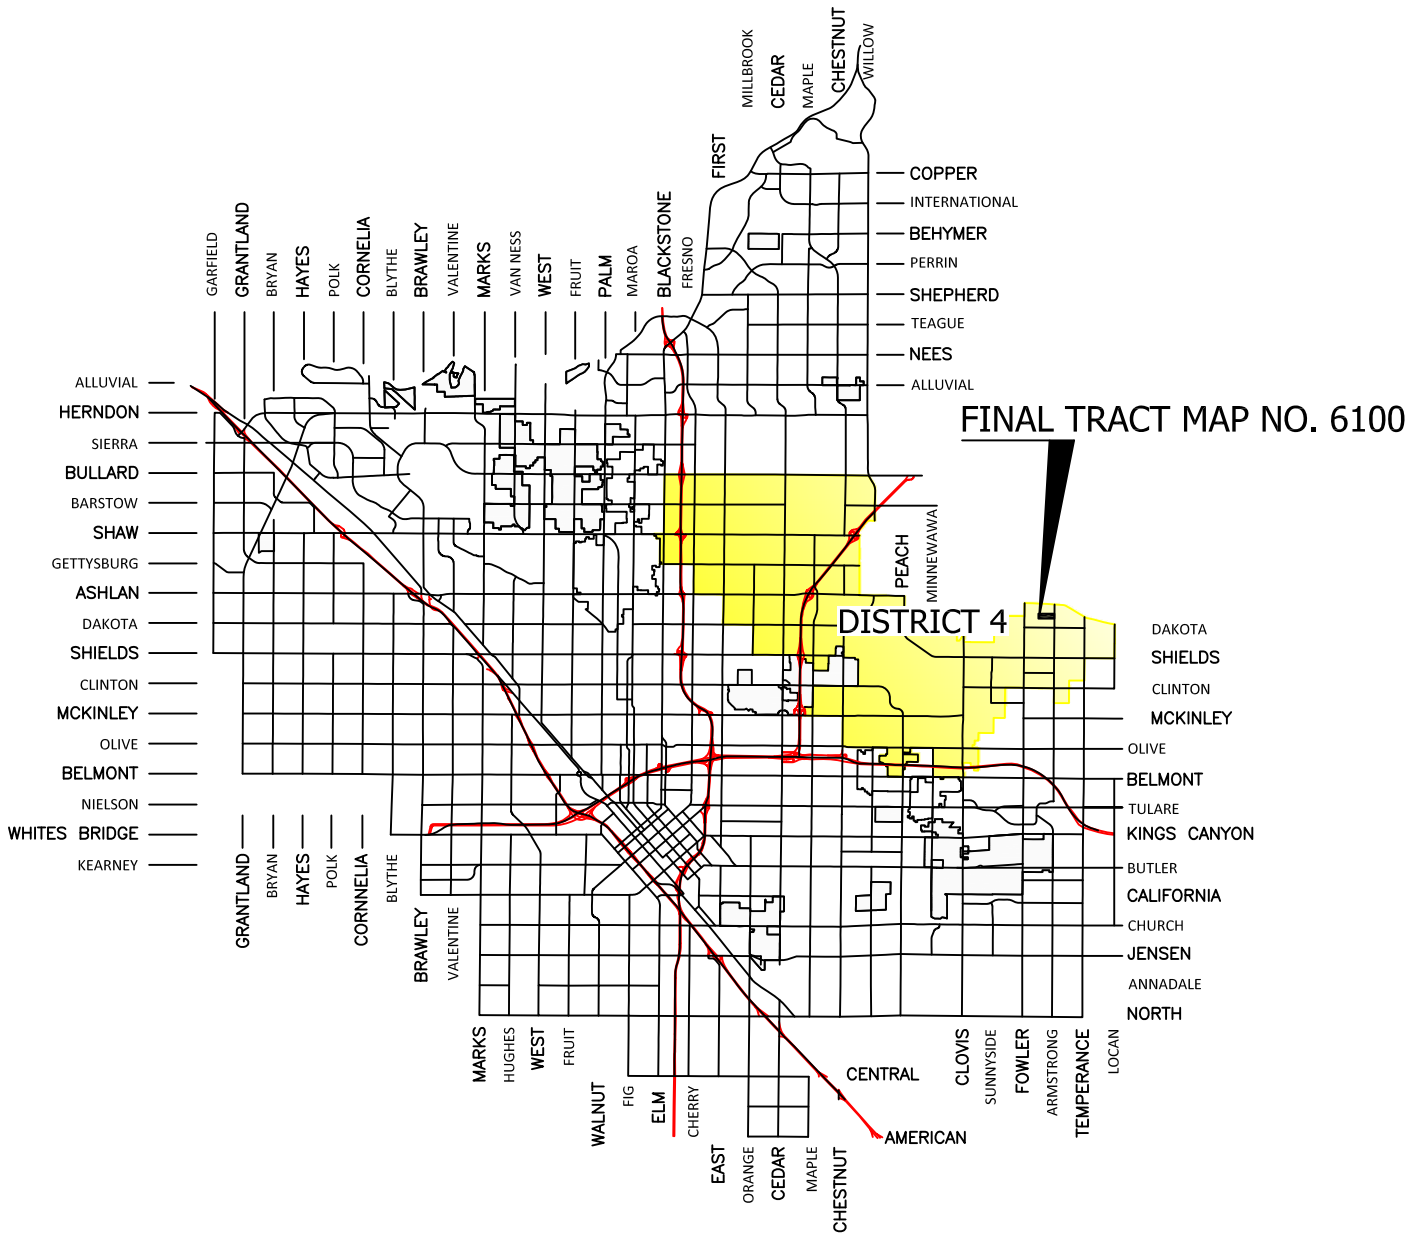 MILLBROOK
CEDAR
MAPLE
CHESTNUT
WILLOW
FIRST
COPPER
INTERNATIONAL
BEHYMER
PERRIN
SHEPHERD
TEAGUE
NEES
ALLUVIAL
GARFIELD
GRANTLAND
BRYAN
HAYES
POLK
CORNELIA
BLYTHE
BRAWLEY
VALENTINE
MARKS
VAN NESS
WEST
FRUIT
PALM
MAROA
BLACKSTONE
FRESNO
FINAL TRACT MAP NO. 6100
ALLUVIAL
HERNDON
SIERRA
BULLARD
BARSTOW
SHAW
GETTYSBURG
ASHLAN
DAKOTA
SHIELDS
CLINTON
MCKINLEY
OLIVE
BELMONT
NIELSON
WHITES BRIDGE
KEARNEY
PEACH
MINNEWAWA
DISTRICT 4
DAKOTA
SHIELDS
CLINTON
MCKINLEY
OLIVE
BELMONT
TULARE
KINGS CANYON
BUTLER
CALIFORNIA
CHURCH
JENSEN
ANNADALE
NORTH
GRANTLAND
BRYAN
HAYES
POLK
CORNNELIA
BLYTHE
BRAWLEY
VALENTINE
MARKS
HUGHES
WEST
FRUIT
WALNUT
FIG
ELM
CHERRY
EAST
ORANGE
CEDAR
MAPLE
CHESTNUT
CENTRAL
AMERICAN
CLOVIS
SUNNYSIDE
FOWLER
ARMSTRONG
TEMPERANCE
LOCAN